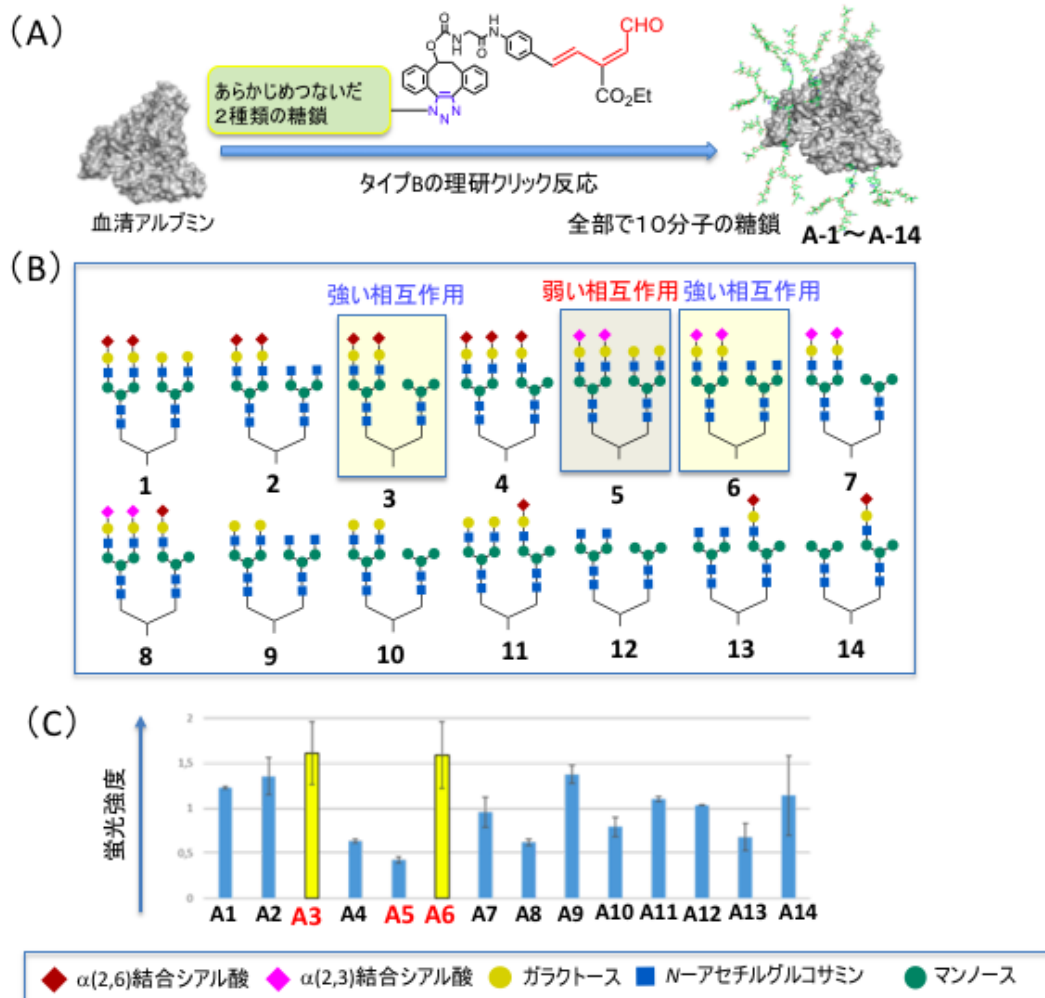 (A)
CHO
CO₂Et
O
O
N
H
H
N
O
N
N
N
あらかじめつないだ
2種類の糖鎖
タイプBの理研クリック反応
血清アルブミン
全部で10分子の糖鎖
A-1~A-14
(B)
強い相互作用
弱い相互作用
強い相互作用
1
2
3
4
5
6
7
8
9
10
11
12
13
14
(C)
蛍光強度
2
1,5
1
0,5
0
A1 A2 A3 A4 A5 A6 A7 A8 A9 A10 A11 A12 A13 A14
α(2,6)結合シアル酸 α(2,3)結合シアル酸 ガラクトース N-アセチルグルコサミン マンノース